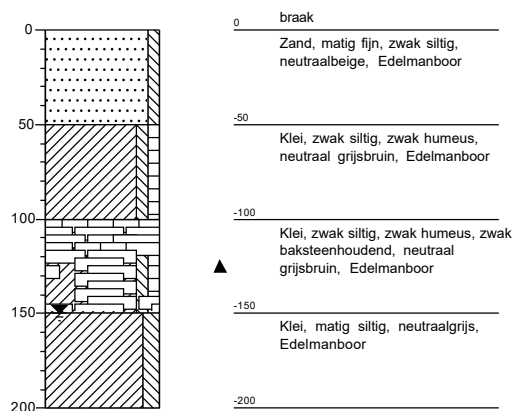 braak
0
0
Zand, matig fijn, zwak siltig,
neutraalbeige, Edelmanboor
50
-50
Klei, zwak siltig, zwak humeus,
neutraal grijsbruin, Edelmanboor
100
-100
Klei, zwak siltig, zwak humeus, zwak
baksteenhoudend, neutraal
grijsbruin, Edelmanboor
150
-150
Klei, matig siltig, neutraalgrijs,
Edelmanboor
200
-200